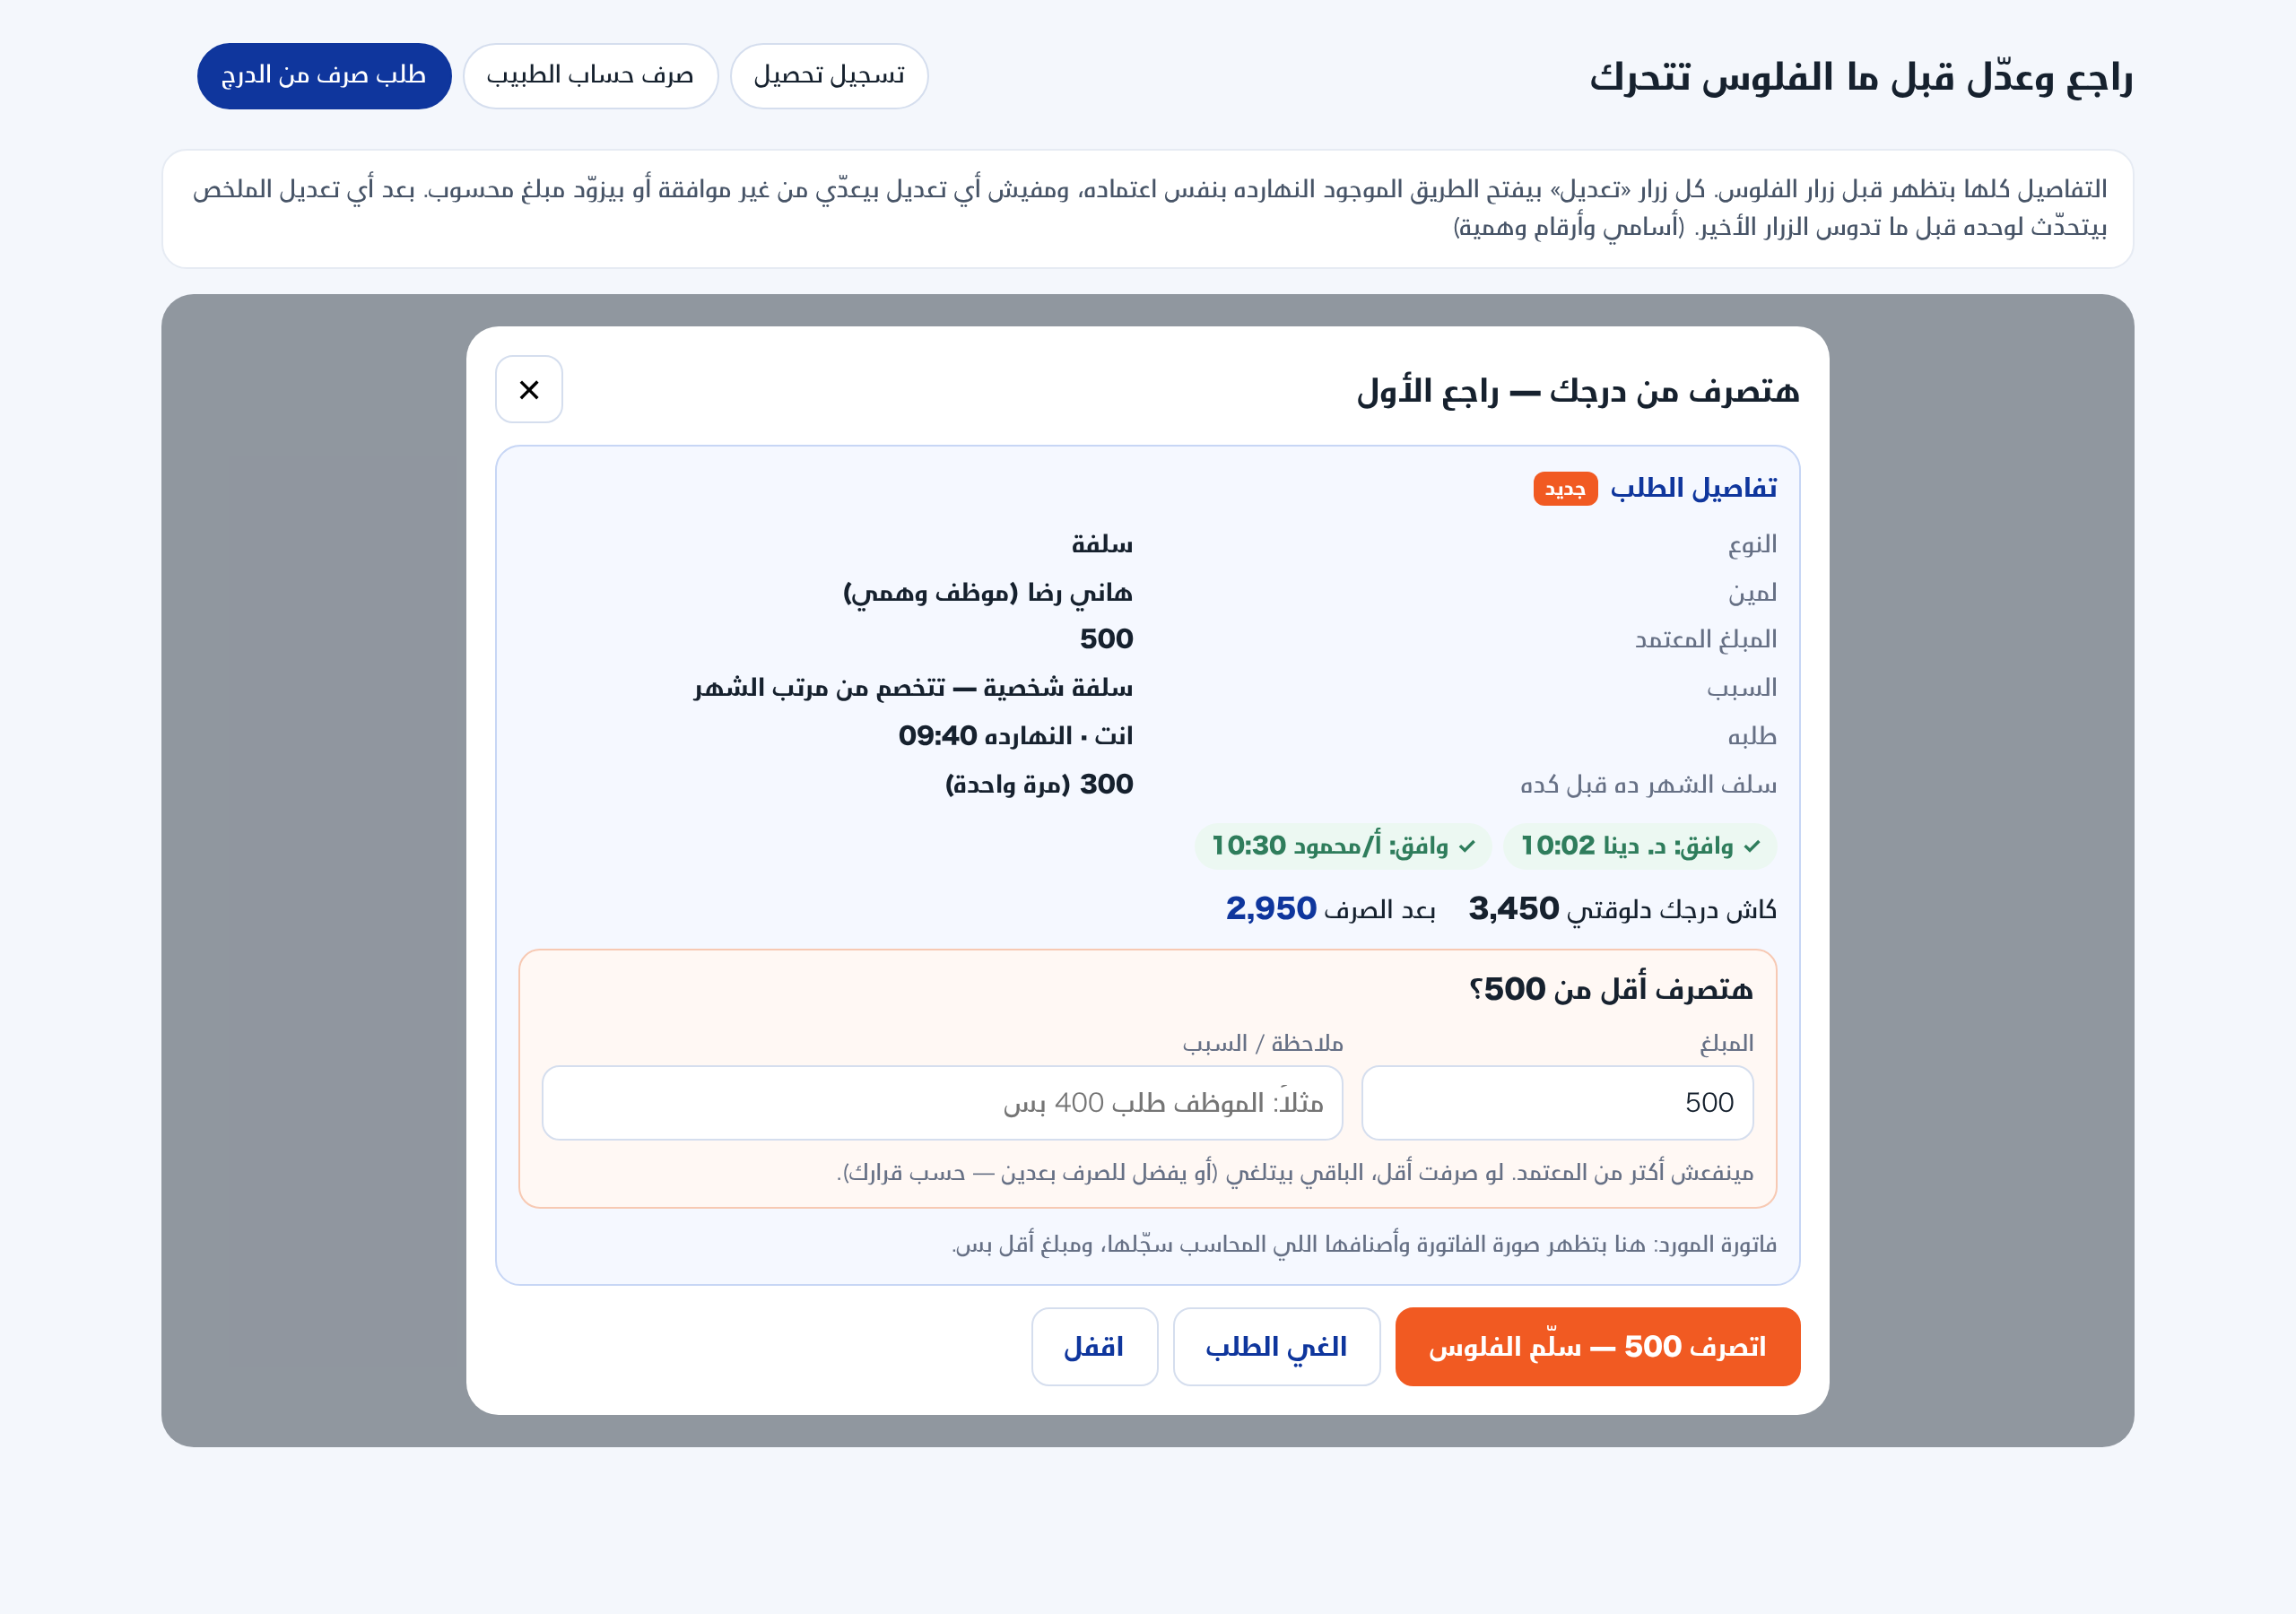 راجع وعدّل قبل ما الفلوس تتحرك
تسجيل تحصيل
صرف حساب الطبيب
طلب صرف من الدرج
التفاصيل كلها بتظهر قبل زرار الفلوس. كل زرار «تعديل» بيفتح الطريق الموجود النهارده بنفس اعتماده، ومفيش أي تعديل بيعدّي من غير موافقة أو بيزوّد مبلغ محسوب. بعد أي تعديل الملخص
بيتحدّث لوحده قبل ما تدوس الزرار الأخير. (أسامي وأرقام وهمية)
هتصرف من درجك — راجع الأول
×
تفاصيل الطلب جديد
النوع سلفة
لمين هاني رضا (موظف وهمي)
المبلغ المعتمد 500
السبب سلفة شخصية — تتخصم من مرتب الشهر
طلبه انت · النهارده 09:40
سلف الشهر ده قبل كده 300 (مرة واحدة)
✓ وافق: د. دينا 10:02 ✓ وافق: أ/محمود 10:30
كاش درجك دلوقتي 3,450 بعد الصرف 2,950
هتصرف أقل من 500؟
المبلغ ملاحظة / السبب
500 مثلاً: الموظف طلب 400 بس
مينفعش أكتر من المعتمد. لو صرفت أقل، الباقي بيتلغي (أو يفضل للصرف بعدين — حسب قرارك).
فاتورة المورد: هنا بتظهر صورة الفاتورة وأصنافها اللي المحاسب سجّلها، ومبلغ أقل بس.
اتصرف 500 — سلّم الفلوس
الغي الطلب
اقفل